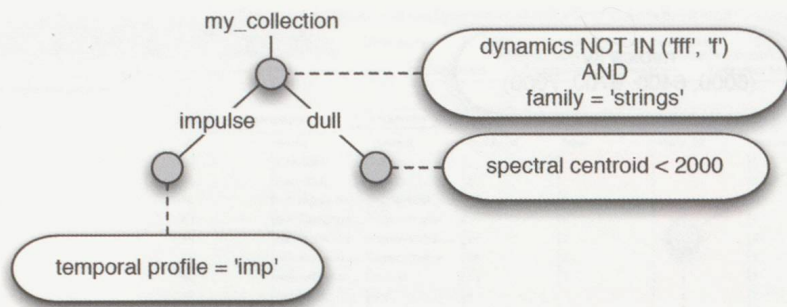 my_collection
dynamics NOT IN ('fff', 'f')
AND
family = 'strings'
impulse
dull
spectral centroid < 2000
temporal profile = 'imp'